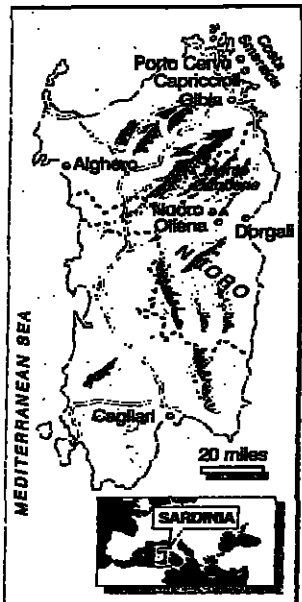 Costa
Smeralda
Porto Cervo
Capriccioli
Olbia
Alghero
Nuoro
Oliena
Dorgali
NUORO
MEDITERRANEAN SEA
Cagliari
20 miles
SARDINIA